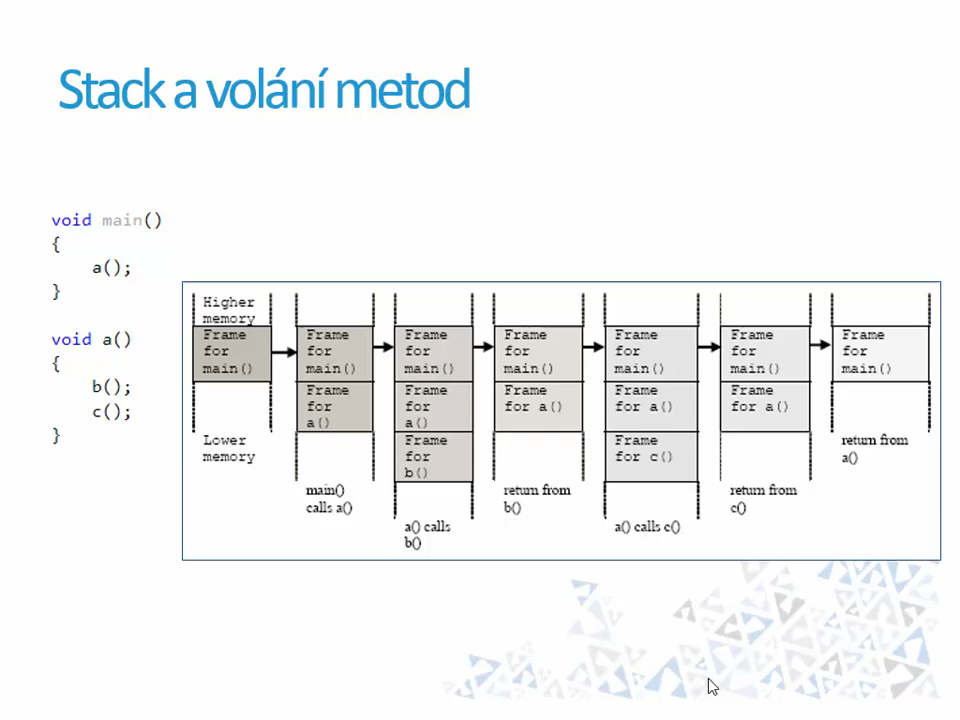 Stack a volání metod
void main()
{
a();
}
void a()
{
b();
c();
}
Higher
memory
Frame
for
main()
Lower
memory
Frame
for
main()
Frame
for
a()
main()
calls a()
Frame
for
main()
Frame
for
a()
Frame
for
b()
a() calls
b()
Frame
for
main()
Frame
for a()
return from
b()
Frame
for
main()
Frame
for a()
Frame
for c()
a() calls c()
Frame
for
main()
Frame
for a()
return from
c()
Frame
for
main()
return from
a()